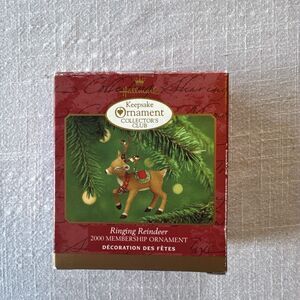 Hallmark
Keepsake
Ornament
COLLECTOR'S
CLUB
Ringing Reindeer
2000 MEMBERSHIP ORNAMENT
DÉCORATION DES FÊTES